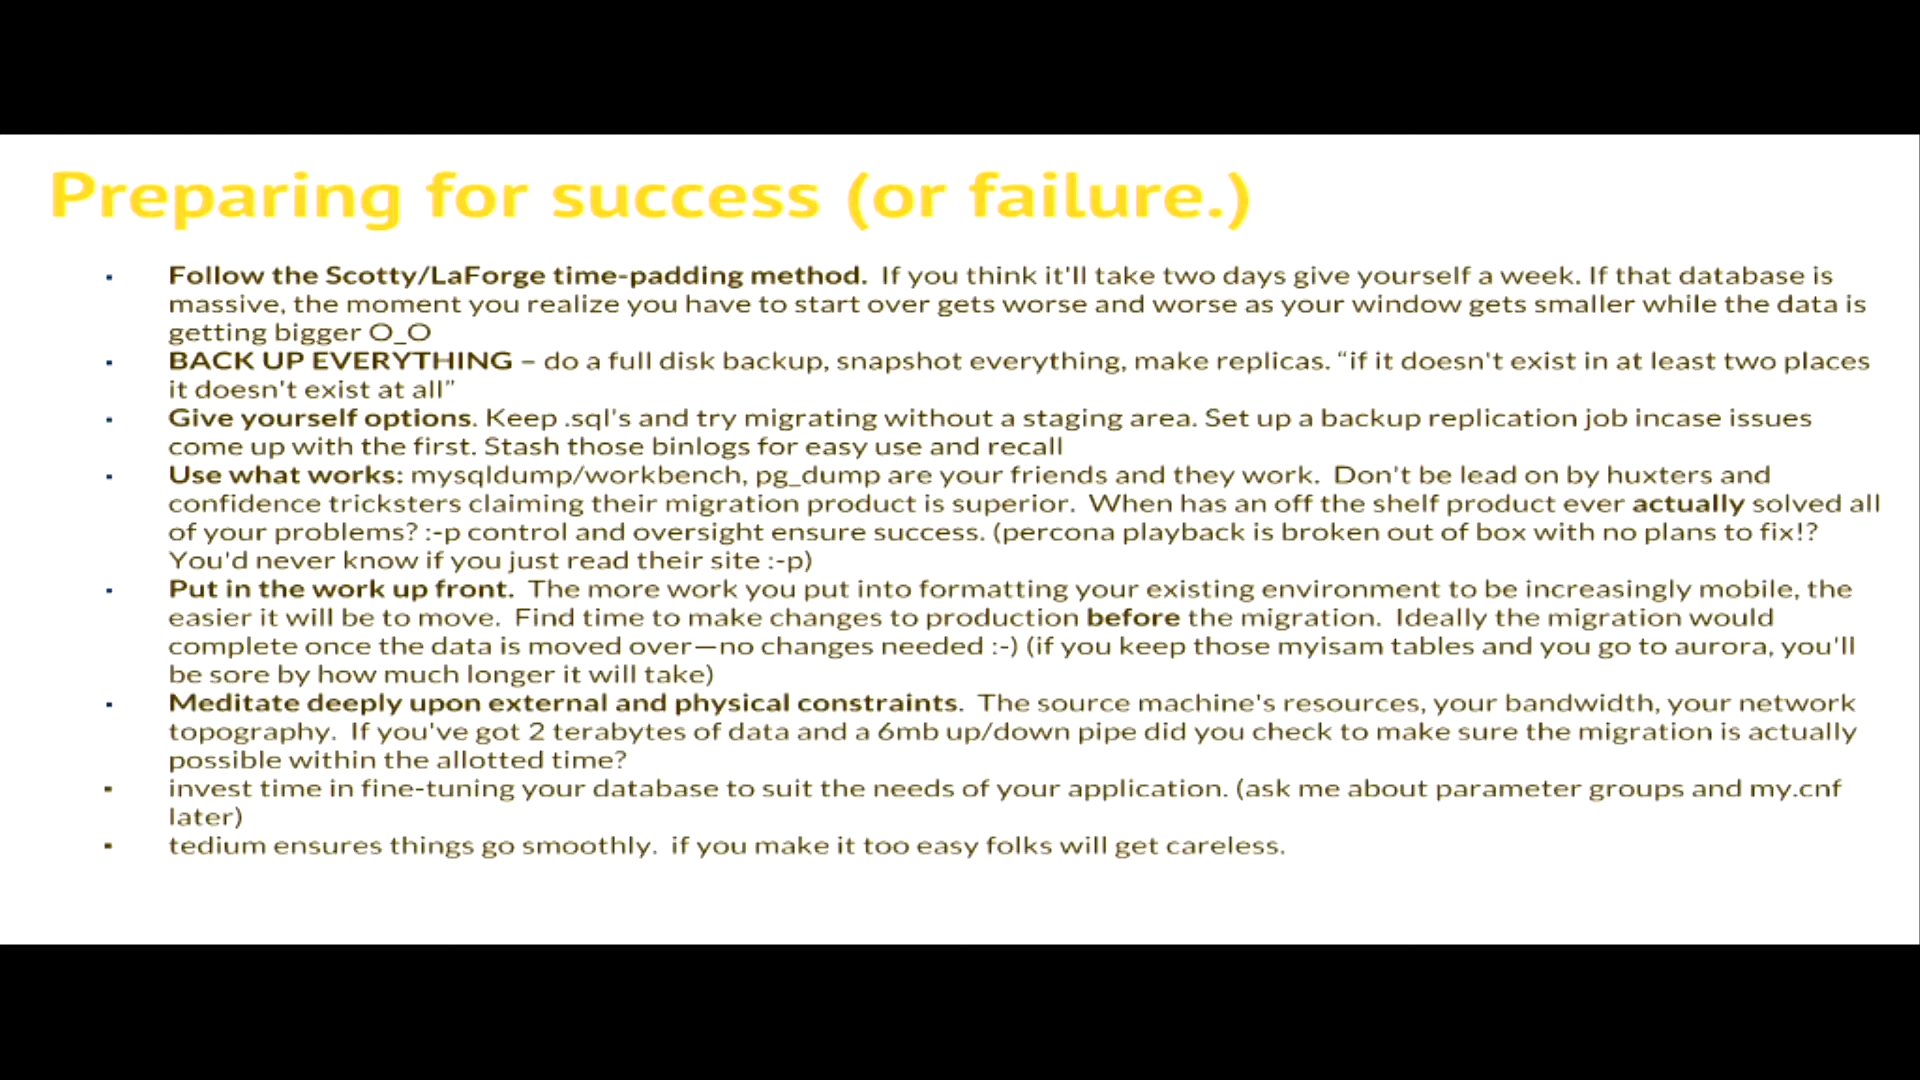 Preparing for success (or failure.)
▪ Follow the Scotty/LaForge time-padding method.  If you think it'll take two days give yourself a week. If that database is
massive, the moment you realize you have to start over gets worse and worse as your window gets smaller while the data is
getting bigger O_O
▪ BACK UP EVERYTHING – do a full disk backup, snapshot everything, make replicas. “if it doesn't exist in at least two places
it doesn't exist at all”
▪ Give yourself options. Keep .sql's and try migrating without a staging area. Set up a backup replication job incase issues
come up with the first. Stash those binlogs for easy use and recall
▪ Use what works: mysqldump/workbench, pg_dump are your friends and they work.  Don't be lead on by huxters and
confidence tricksters claiming their migration product is superior.  When has an off the shelf product ever actually solved all
of your problems? :-p control and oversight ensure success. (percona playback is broken out of box with no plans to fix!?
You'd never know if you just read their site :-p)
▪ Put in the work up front.  The more work you put into formatting your existing environment to be increasingly mobile, the
easier it will be to move.  Find time to make changes to production before the migration.  Ideally the migration would
complete once the data is moved over—no changes needed :-) (if you keep those myisam tables and you go to aurora, you'll
be sore by how much longer it will take)
▪ Meditate deeply upon external and physical constraints.  The source machine's resources, your bandwidth, your network
topography.  If you've got 2 terabytes of data and a 6mb up/down pipe did you check to make sure the migration is actually
possible within the allotted time?
▪ invest time in fine-tuning your database to suit the needs of your application. (ask me about parameter groups and my.cnf
later)
▪ tedium ensures things go smoothly.  if you make it too easy folks will get careless.